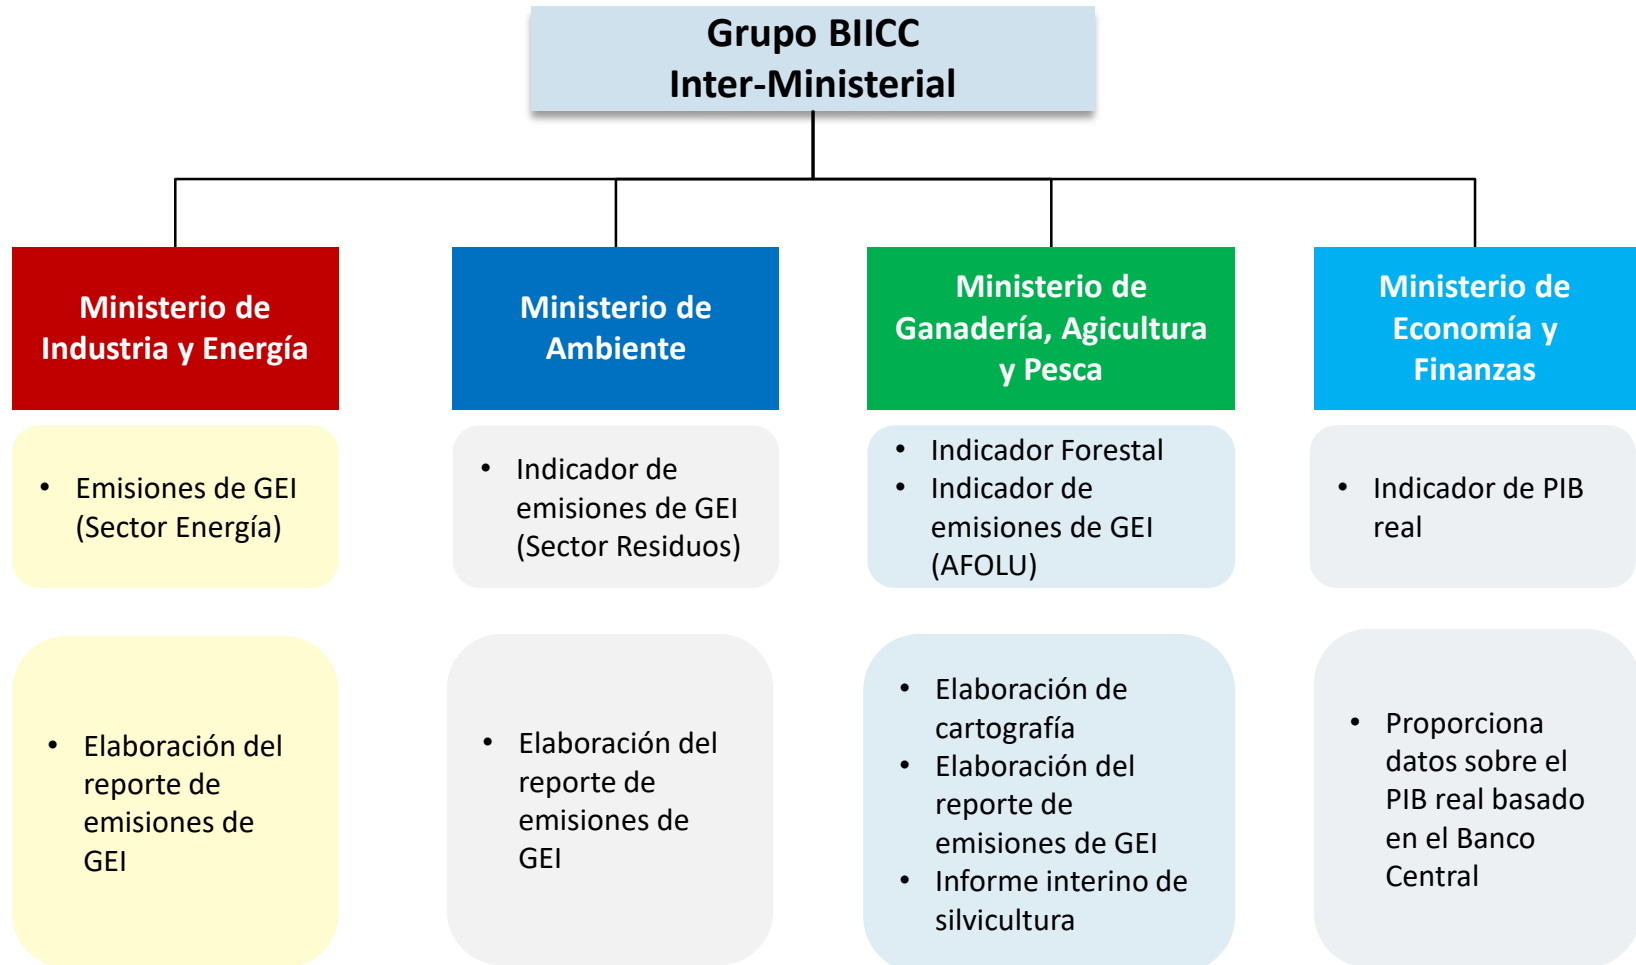 Grupo BIICC
Inter-Ministerial
Ministerio de
Industria y Energía
Ministerio de
Ambiente
Ministerio de
Ganadería, Agicultura
y Pesca
Ministerio de
Economía y
Finanzas
• Emisiones de GEI
(Sector Energía)
• Indicador de
emisiones de GEI
(Sector Residuos)
• Indicador Forestal
• Indicador de
emisiones de GEI
(AFOLU)
• Indicador de PIB
real
• Elaboración del
reporte de
emisiones de
GEI
• Elaboración del
reporte de
emisiones de
GEI
• Elaboración de
cartografía
• Elaboración del
reporte de
emisiones de GEI
• Informe interino de
silvicultura
• Proporciona
datos sobre el
PIB real basado
en el Banco
Central